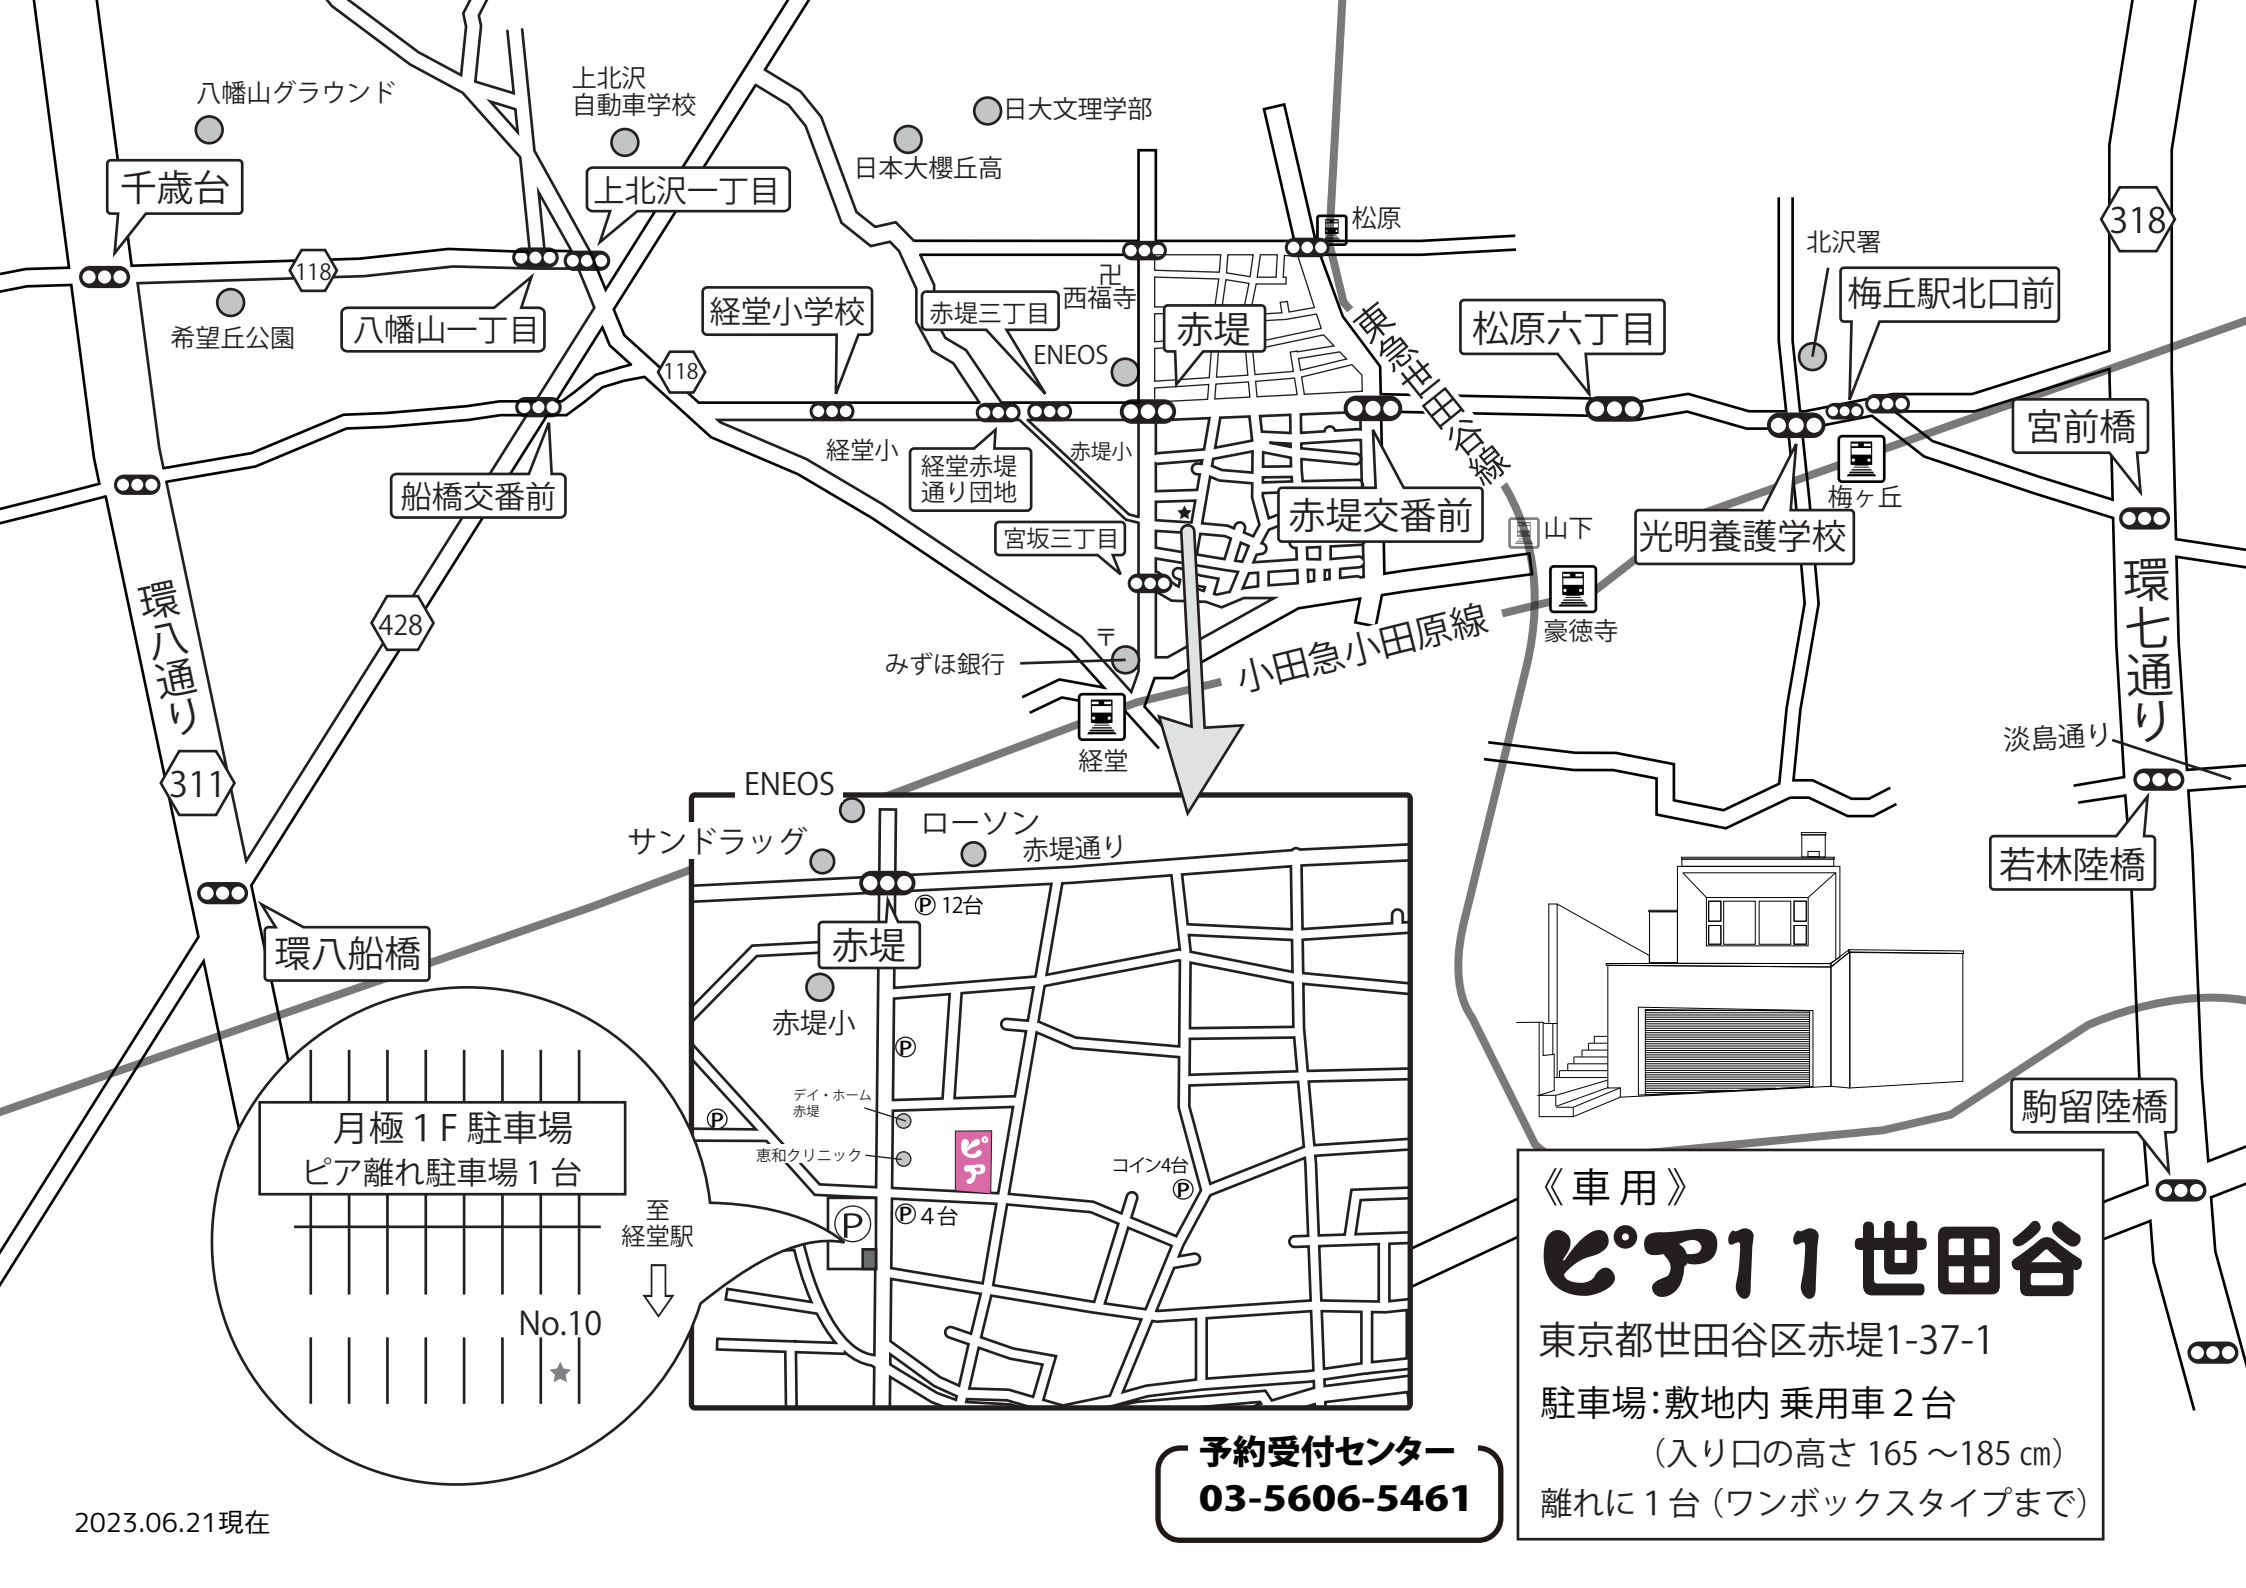 八幡山グラウンド
上北沢
自動車学校
日大文理学部
日本大櫻丘高
千歳台
上北沢一丁目
松原
318
北沢署
118
卍
西福寺
梅丘駅北口前
希望丘公園
八幡山一丁目
経堂小学校
赤堤三丁目
赤堤
松原六丁目
東急世田谷線
ENEOS
118
宮前橋
経堂小
赤堤小
経堂赤堤
通り団地
船橋交番前
梅ヶ丘
赤堤交番前
山下
光明養護学校
宮坂三丁目
環八通り
428
環七通り
豪徳寺
小田急小田原線
〒
みずほ銀行
経堂
淡島通り
311
ENEOS
サンドラッグ
ローソン
赤堤通り
若林陸橋
Ⓟ 12台
赤堤
環八船橋
赤堤小
Ⓟ
デイ・ホーム
赤堤
Ⓟ
恵和クリニック
ピア
コイン4台
Ⓟ
Ⓟ
Ⓟ 4台
月極1F駐車場
ピア離れ駐車場1台
至
経堂駅
No.10
駒留陸橋
《車用》
ピア11 世田谷
東京都世田谷区赤堤1-37-1
駐車場：敷地内 乗用車2台
（入り口の高さ 165 〜185 ㎝）
離れに1台（ワンボックスタイプまで）
予約受付センター
03-5606-5461
2023.06.21現在